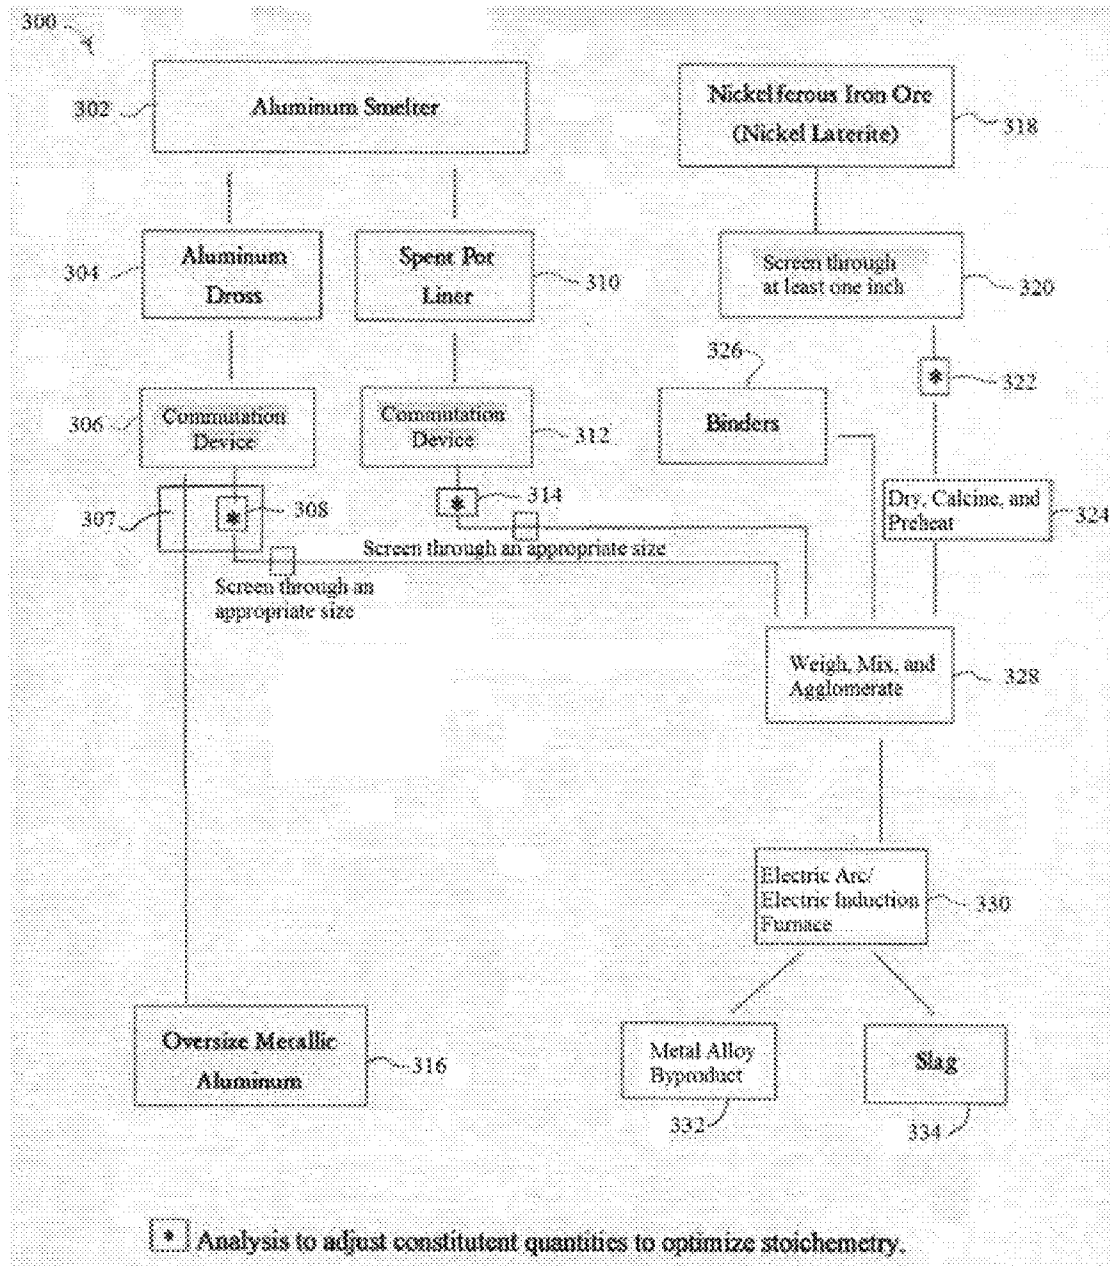 300
302
Aluminum Smelter
Nickelferous Iron Ore
(Nickel Laterite)
318
304
Aluminum
Dross
Spent Pot
Liner
310
Screen through
at least one inch
320
326
322
306
Commutation
Device
Commutation
Device
312
Binders
307
308
314
Dry, Calcine, and
Preheat
324
Screen through an appropriate size
Screen through an
appropriate size
Weigh, Mix, and
Agglomerate
328
Electric Arc/
Electric Induction
Furnace
330
Oversize Metallic
Aluminum
316
Metal Alloy
Byproduct
332
Slag
334
* Analysis to adjust constitutent quantities to optimize stoichemetry.